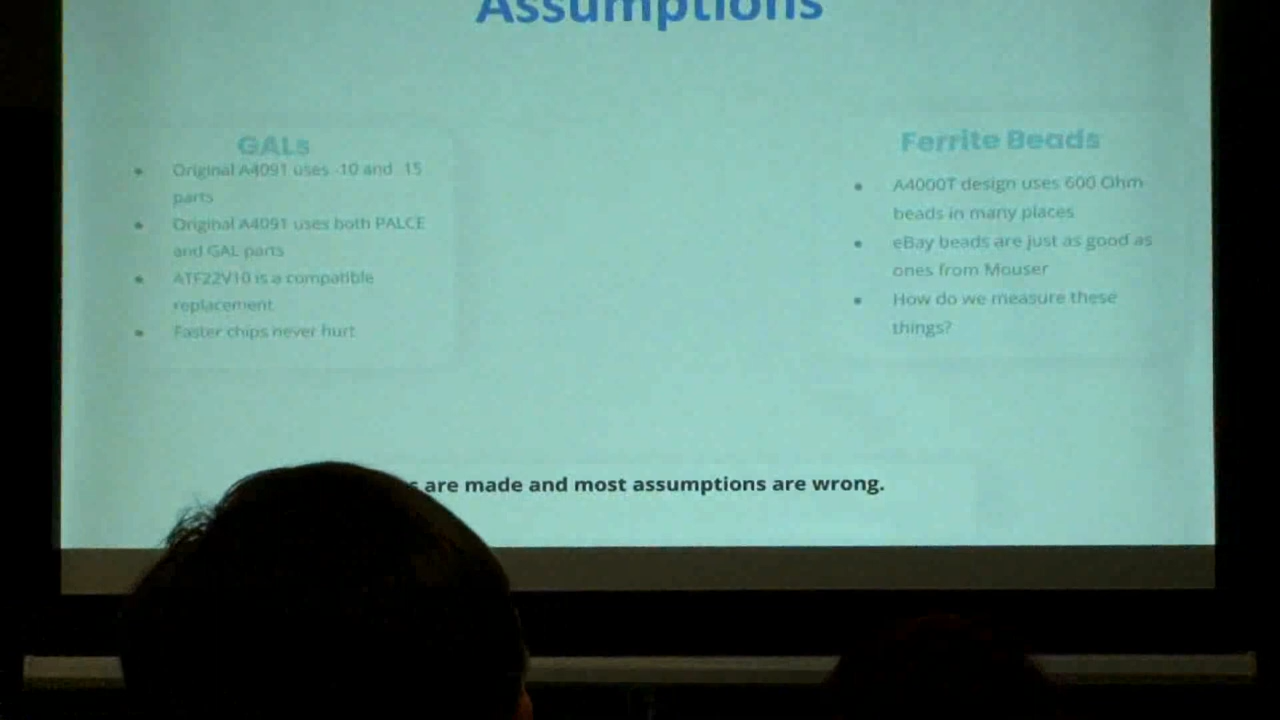 Assumptions
GALs
• Original A4091 uses -10 and -15
parts
• Original A4091 uses both PALCE
and GAL parts
• ATF22V10 is a compatible
replacement
• Faster chips never hurt
Ferrite Beads
• A4000T design uses 600 Ohm
beads in many places
• eBay beads are just as good as
ones from Mouser
• How do we measure these
things?
are made and most assumptions are wrong.